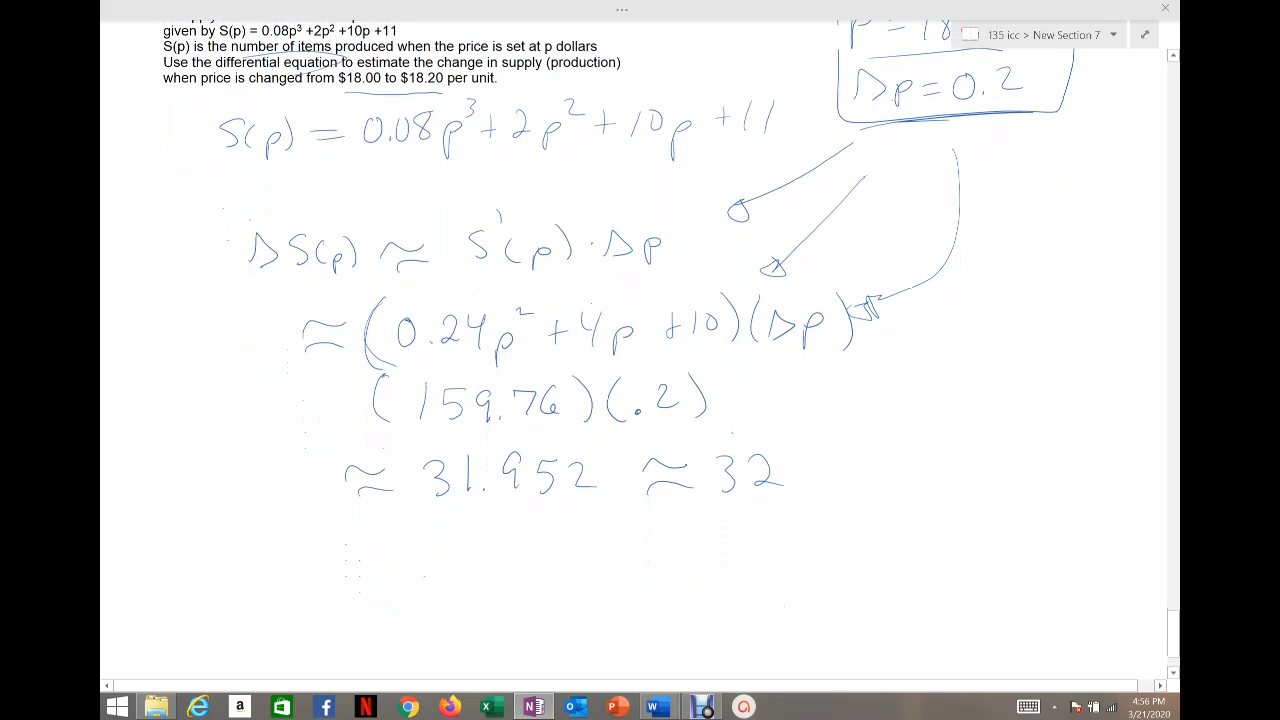 given by S(p) = 0.08p³ +2p² +10p +11
S(p) is the number of items produced when the price is set at p dollars
Use the differential equation to estimate the change in supply (production)
when price is changed from $18.00 to $18.20 per unit.
p = 18
135 icc > New Section 7
Δp = 0.2
S(p) = 0.08p³ + 2p² + 10p + 11
ΔS(p) ≈ S'(p) · Δp
≈ (0.24p² + 4p + 10)(Δp)
(159.76)(.2)
≈ 31.952 ≈ 32
4:56 PM
3/21/2020